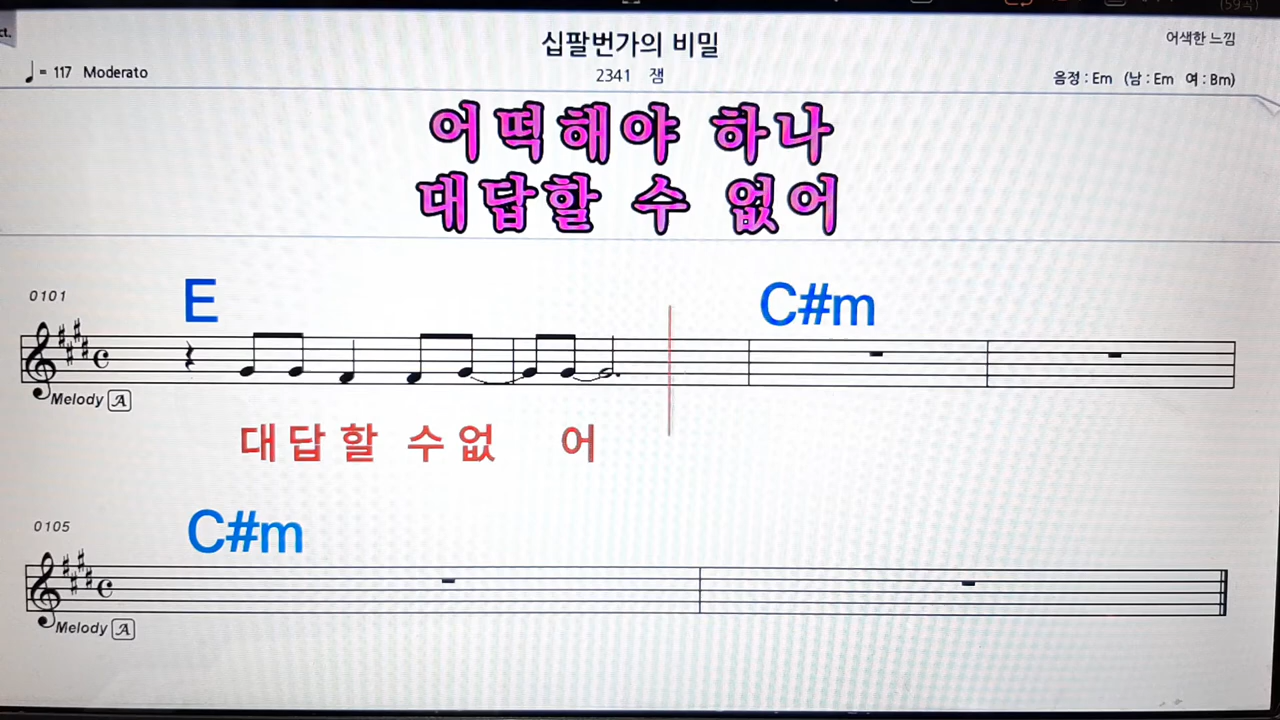 십팔번가의 비밀
어색한 느낌
♩= 117 Moderato
2341 잼
음정 : Em (남 : Em 여 : Bm)
어떡해야 하나
대답할 수 없어
0101
E
C#m
Melody A
대 답 할 수 없 어
0105
C#m
Melody A